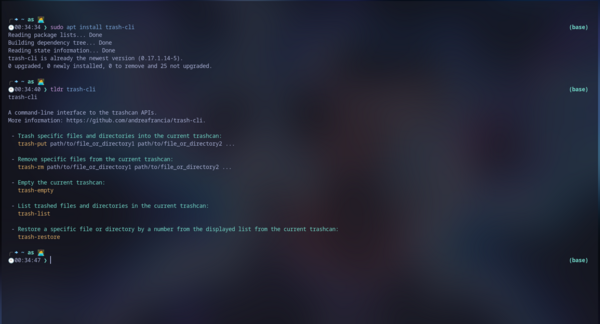 ~ as
00:34:34 ❯ sudo apt install trash-cli (base)
Reading package lists... Done
Building dependency tree... Done
Reading state information... Done
trash-cli is already the newest version (0.17.1.14-5).
0 upgraded, 0 newly installed, 0 to remove and 25 not upgraded.
~ as
00:34:40 ❯ tldr trash-cli (base)
trash-cli
A command-line interface to the trashcan APIs.
More information: https://github.com/andreafrancia/trash-cli.
- Trash specific files and directories into the current trashcan:
trash-put path/to/file_or_directory1 path/to/file_or_directory2 ...
- Remove specific files from the current trashcan:
trash-rm path/to/file_or_directory1 path/to/file_or_directory2 ...
- Empty the current trashcan:
trash-empty
- List trashed files and directories in the current trashcan:
trash-list
- Restore a specific file or directory by a number from the displayed list from the current trashcan:
trash-restore
~ as
00:34:47 ❯ (base)